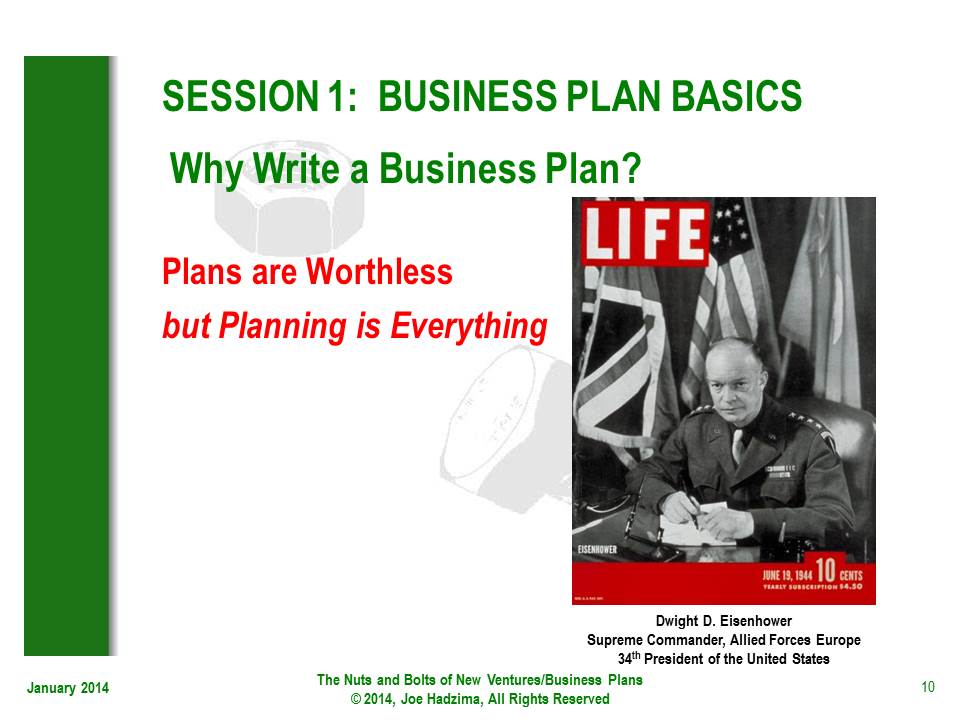 SESSION 1: BUSINESS PLAN BASICS
Why Write a Business Plan?
Plans are Worthless
but Planning is Everything
LIFE
EISENHOWER
JUNE 19, 1944 10 CENTS
YEARLY SUBSCRIPTION $4.50
Dwight D. Eisenhower
Supreme Commander, Allied Forces Europe
34th President of the United States
January 2014
The Nuts and Bolts of New Ventures/Business Plans
© 2014, Joe Hadzima, All Rights Reserved
10